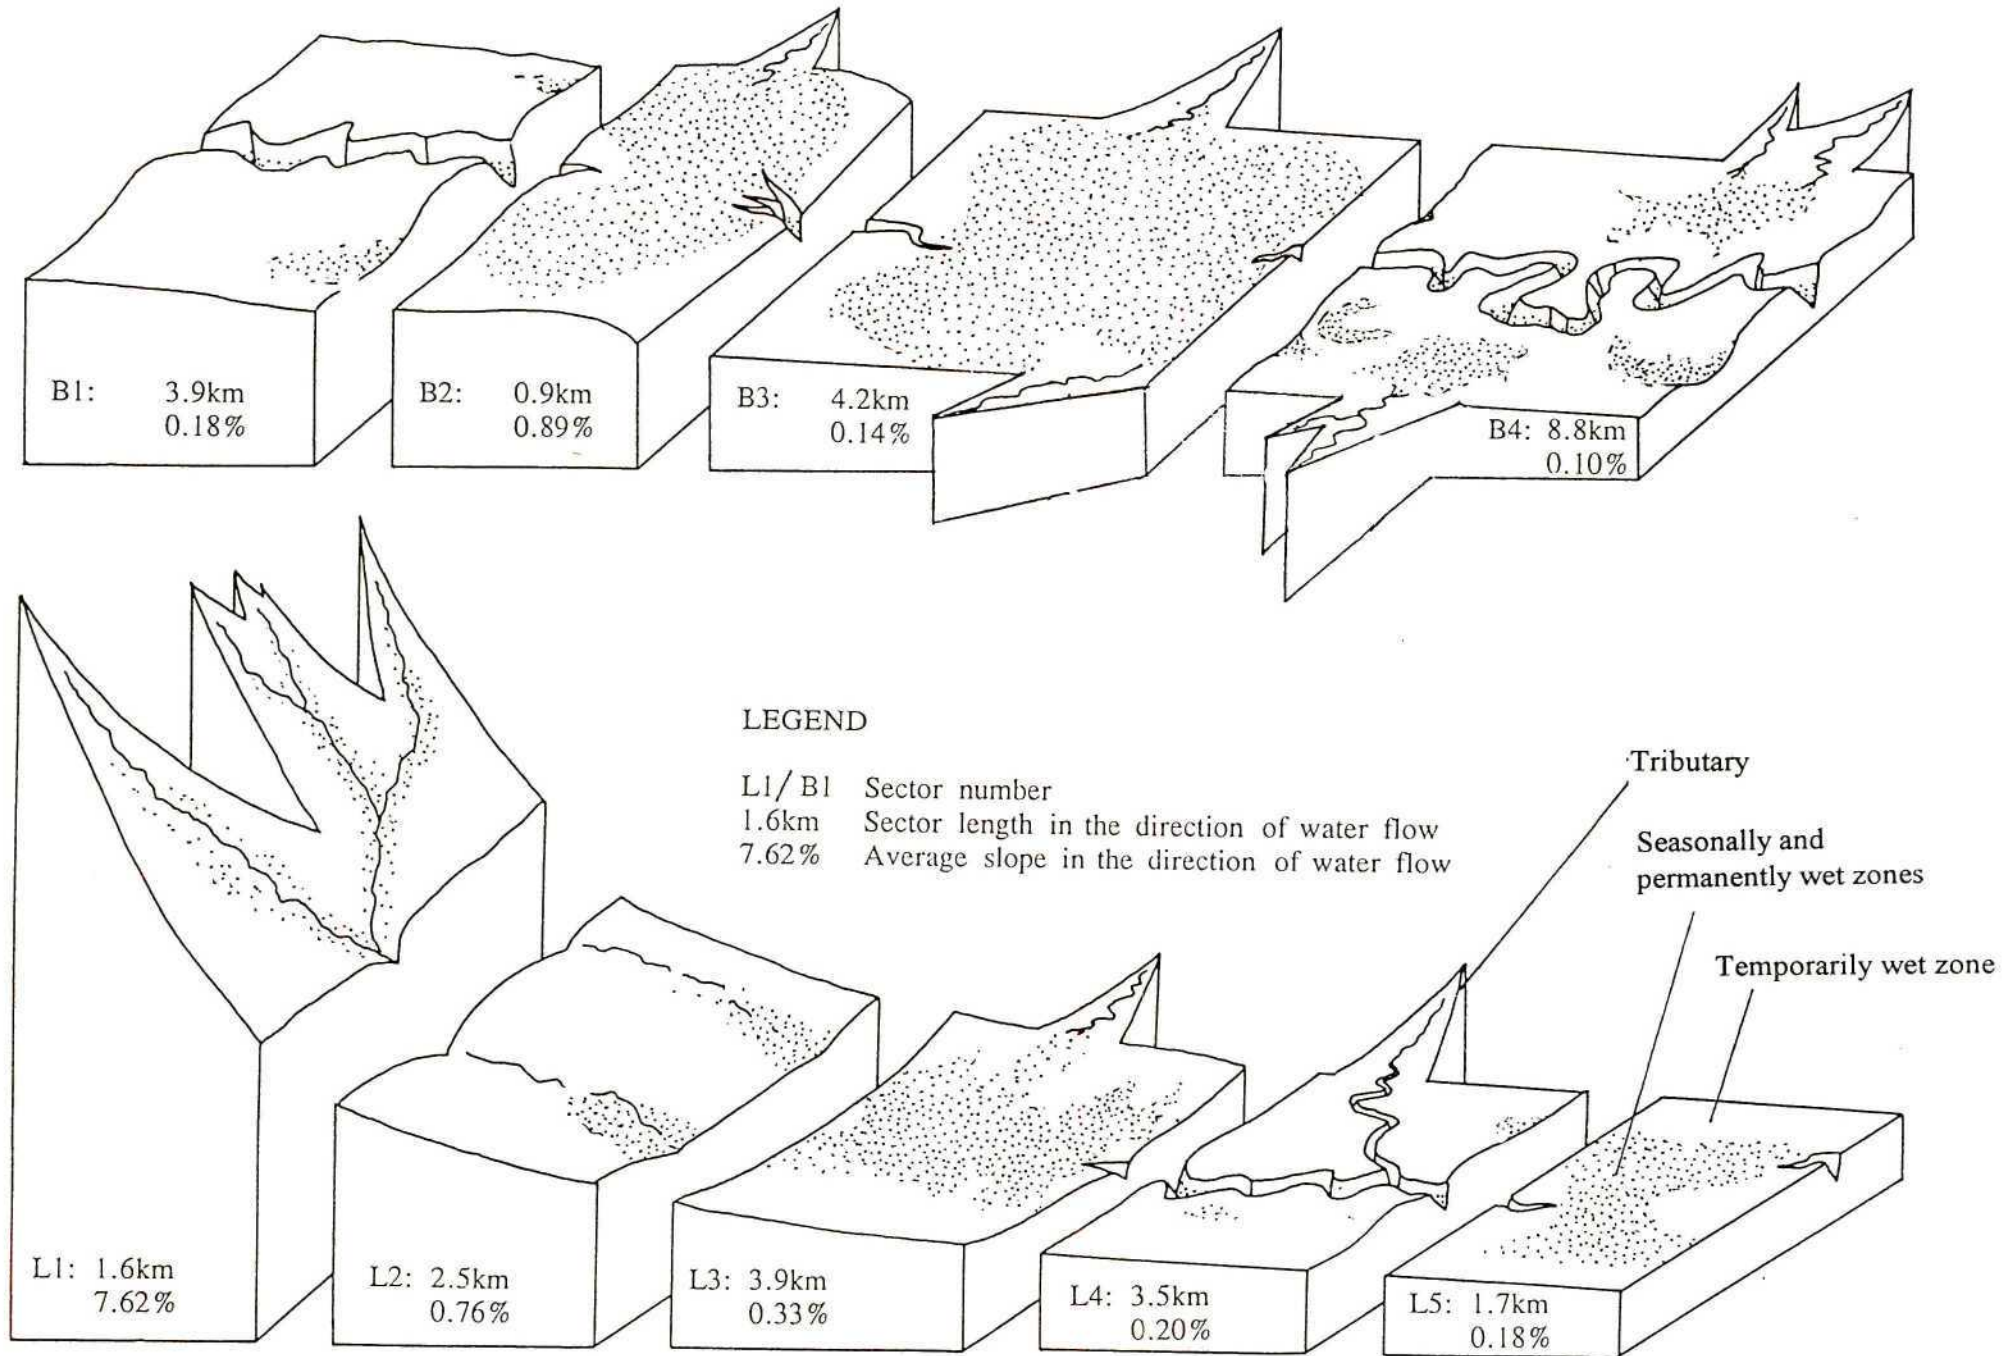 B1: 3.9km
0.18%
B2: 0.9km
0.89%
B3: 4.2km
0.14%
B4: 8.8km
0.10%
LEGEND
L1/B1 Sector number
1.6km Sector length in the direction of water flow
7.62% Average slope in the direction of water flow
Tributary
Seasonally and
permanently wet zones
Temporarily wet zone
L1: 1.6km
7.62%
L2: 2.5km
0.76%
L3: 3.9km
0.33%
L4: 3.5km
0.20%
L5: 1.7km
0.18%